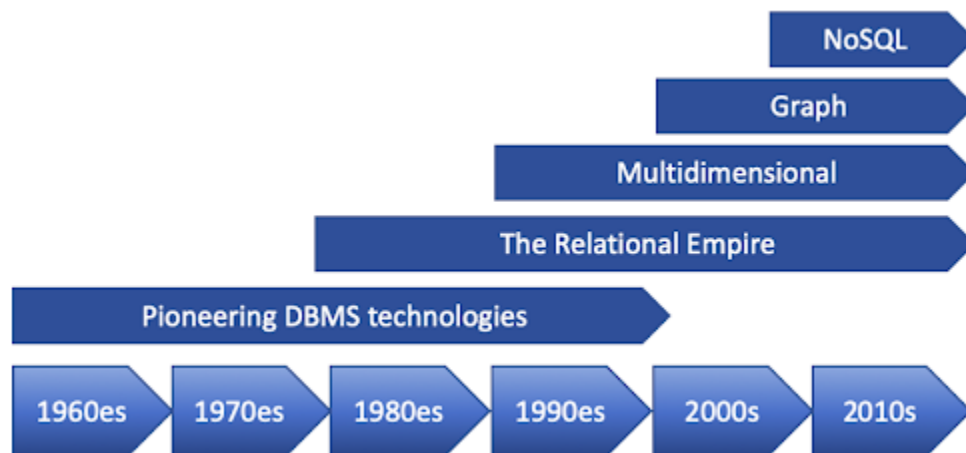 NoSQL
Graph
Multidimensional
The Relational Empire
Pioneering DBMS technologies
1960es 1970es 1980es 1990es 2000s 2010s